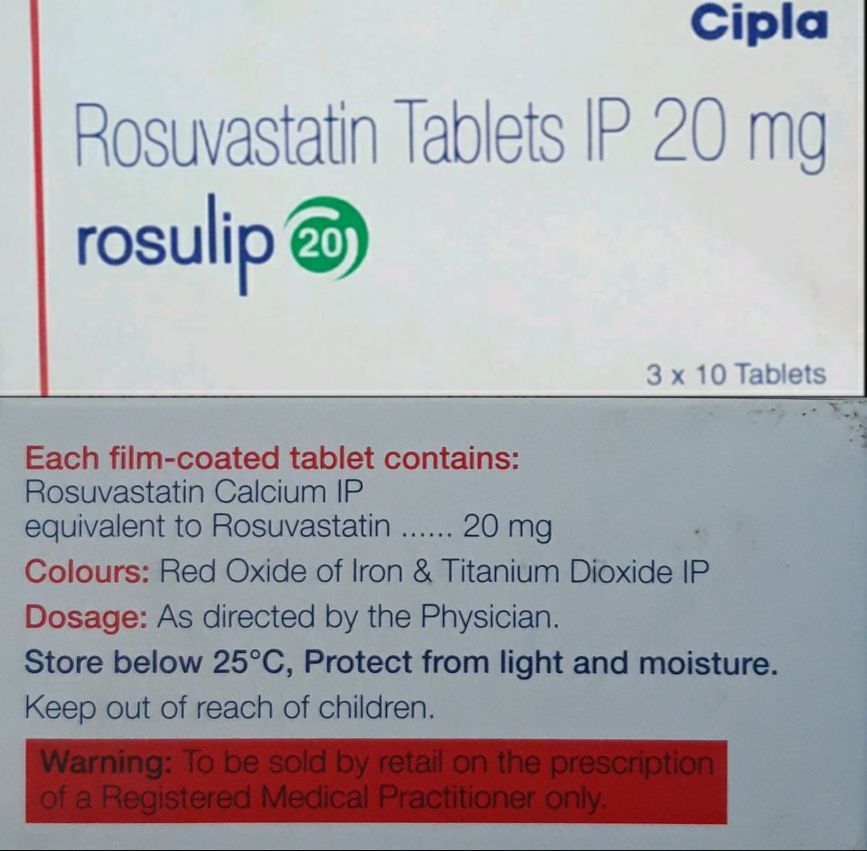 Cipla
Rosuvastatin Tablets IP 20 mg
rosulip 20
3 x 10 Tablets
Each film-coated tablet contains:
Rosuvastatin Calcium IP
equivalent to Rosuvastatin ...... 20 mg
Colours: Red Oxide of Iron & Titanium Dioxide IP
Dosage: As directed by the Physician.
Store below 25°C, Protect from light and moisture.
Keep out of reach of children.
Warning: To be sold by retail on the prescription
of a Registered Medical Practitioner only.